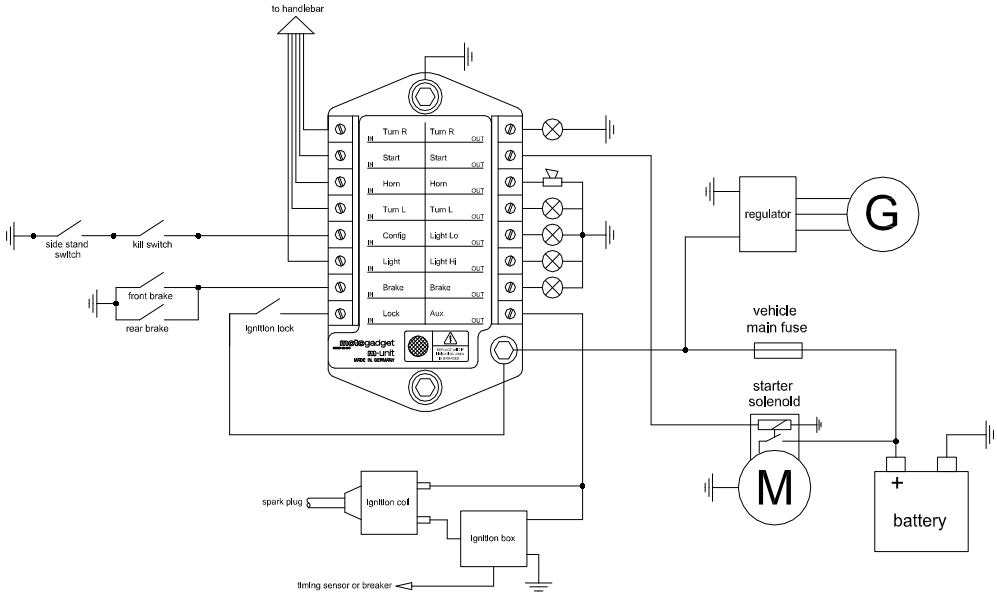 to handlebar
Turn R IN
Turn R OUT
Start IN
Start OUT
Horn IN
Horn OUT
Turn L IN
Turn L OUT
Config IN
Light Lo OUT
Light IN
Light Hi OUT
Brake IN
Brake OUT
Lock IN
Aux OUT
side stand
switch
kill switch
front brake
rear brake
ignition lock
motogadget
m-unit
MADE IN GERMANY
regulator
G
vehicle
main fuse
starter
solenoid
M
+
battery
spark plug
ignition coil
ignition box
timing sensor or breaker